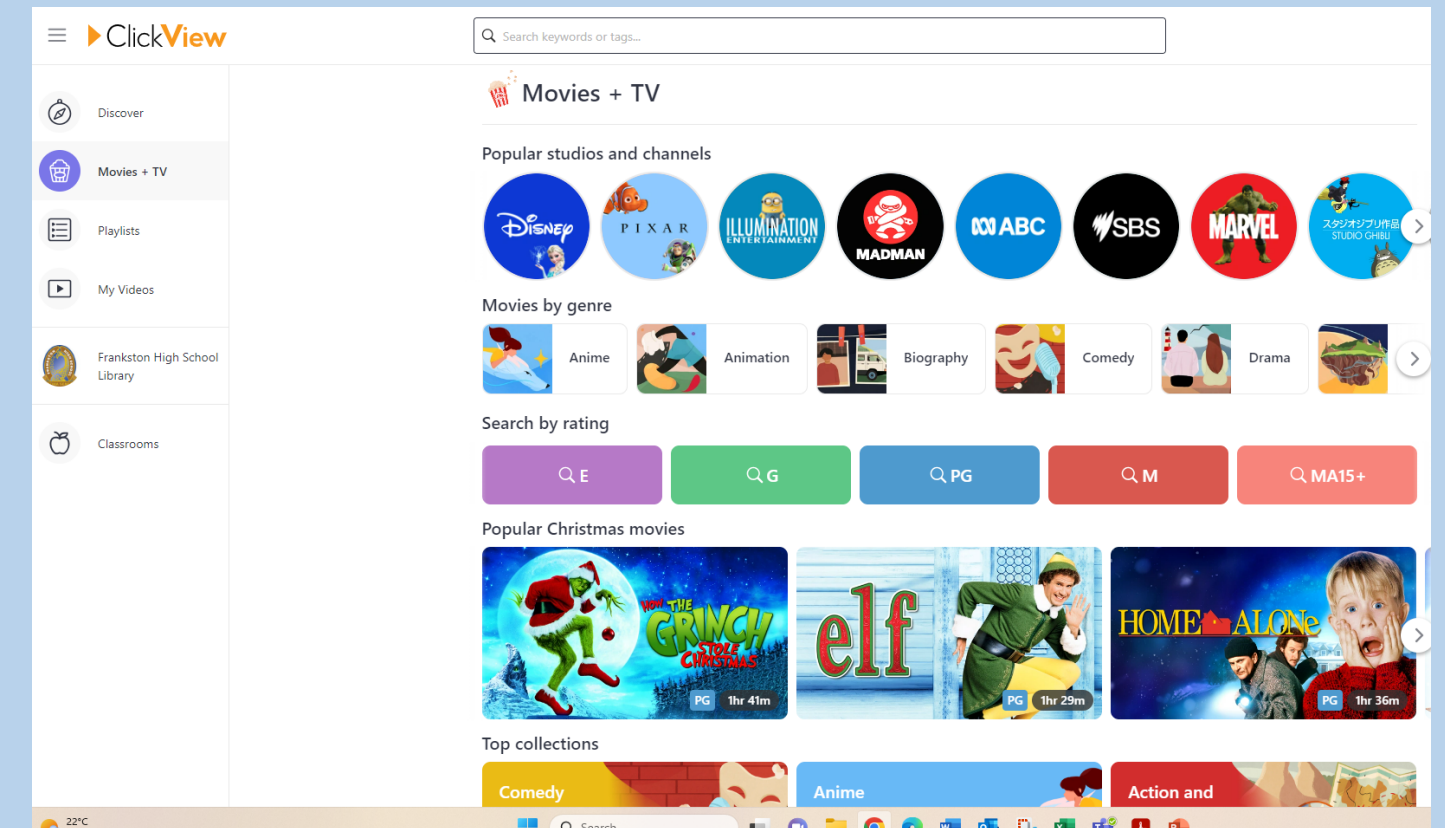 ClickView
Search keywords or tags...
Discover
Movies + TV
Playlists
My Videos
Frankston High School
Library
Classrooms
Movies + TV
Popular studios and channels
Disney
PIXAR
ILLUMINATION
ENTERTAINMENT
MADMAN
ABC
SBS
MARVEL
スタジオジブリ作品
STUDIO GHIBLI
Movies by genre
Anime
Animation
Biography
Comedy
Drama
Search by rating
E
G
PG
M
MA15+
Popular Christmas movies
HOW THE
GRINCH
STOLE
CHRISTMAS
PG 1hr 41m
elf
PG 1hr 29m
HOME ALONe
PG 1hr 36m
Top collections
Comedy
Anime
Action and
22°C
Search